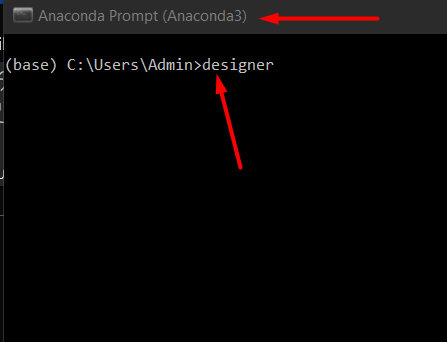 Anaconda Prompt (Anaconda3)
(base) C:\Users\Admin>designer